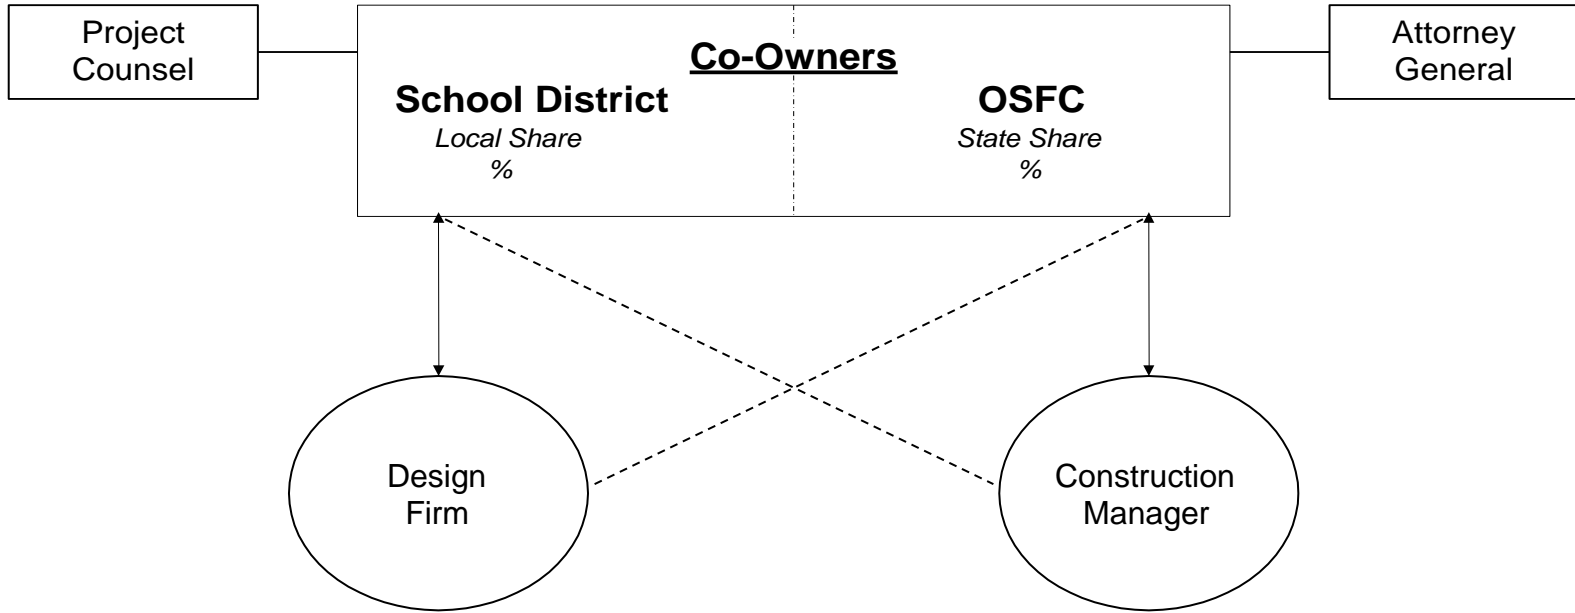 Project
Counsel
Co-Owners
School District
Local Share
%
OSFC
State Share
%
Attorney
General
Design
Firm
Construction
Manager